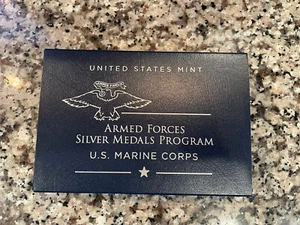 UNITED STATES MINT
ARMED FORCES
SILVER MEDALS PROGRAM
U.S. MARINE CORPS